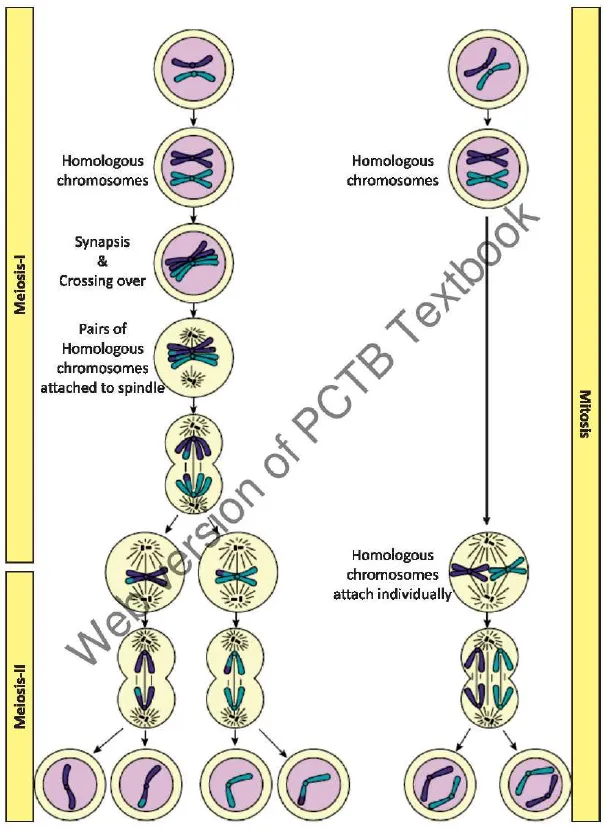 Homologous
chromosomes
Synapsis
&
Crossing over
Pairs of
Homologous
chromosomes
attached to spindle
Meiosis-I
Meiosis-II
Homologous
chromosomes
Homologous
chromosomes
attach individually
Mitosis
Web version of PCTB Textbook